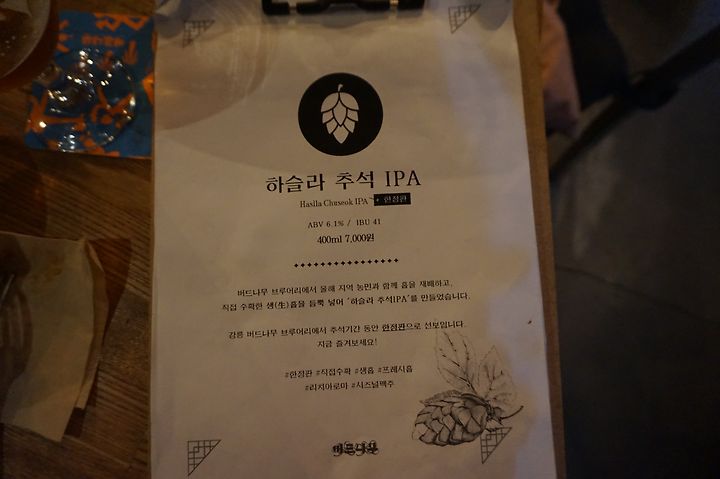 하슬라 추석 IPA
Haslla Chuseok IPA 한정판
ABV 6.1% / IBU 41
400ml 7,000원
버드나무 브루어리에서 올해 지역 농민과 함께 홉을 재배하고,
직접 수확한 생(生)홉을 듬뿍 넣어 '하슬라 추석IPA'를 만들었습니다.
강릉 버드나무 브루어리에서 추석기간 동안 한정판으로 선보입니다.
지금 즐겨보세요!
#한정판 #직접수확 #생홉 #프레시홉
#리치아로마 #시즈널맥주
버드나무